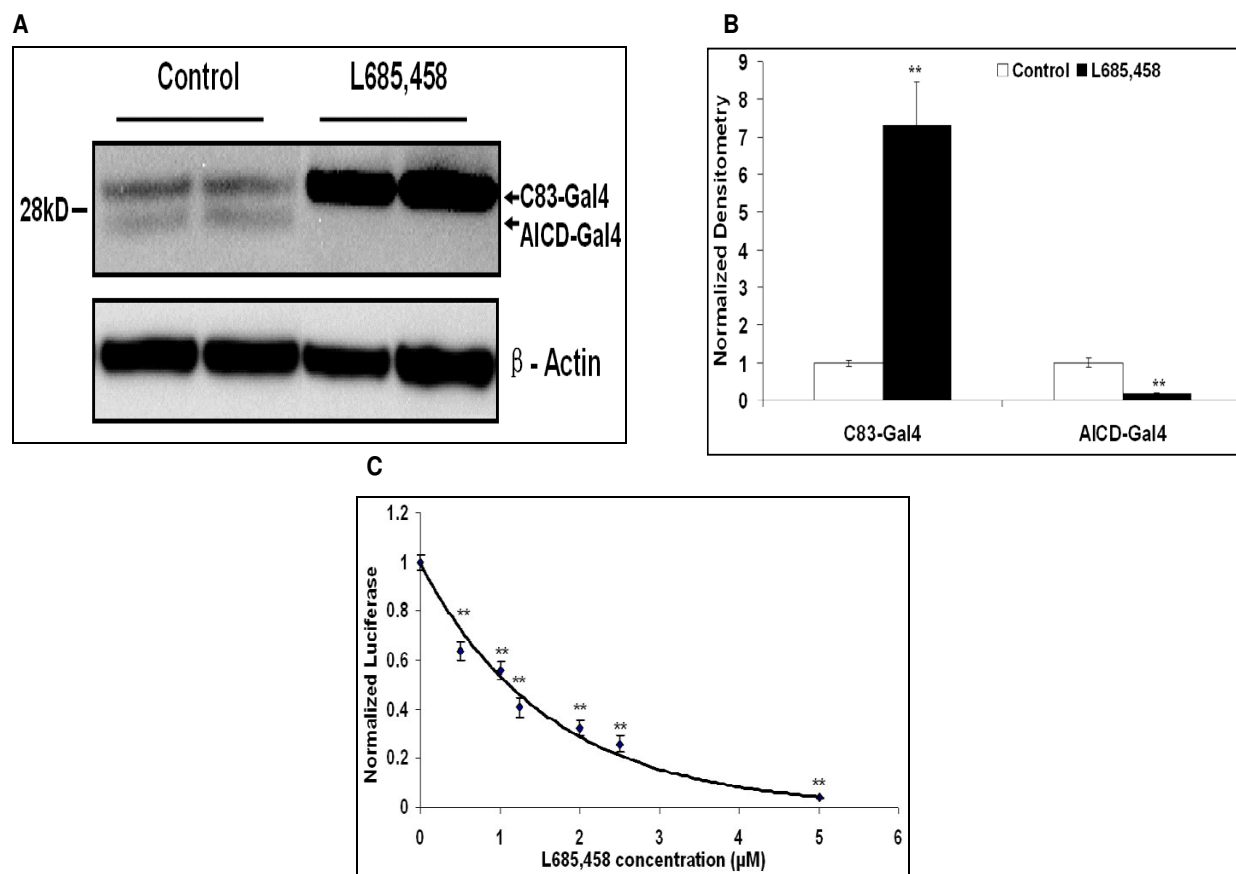 A
Control L685,458
28kD
C83-Gal4
AICD-Gal4
β - Actin
B
Normalized Densitometry
9
8
7
6
5
4
3
2
1
0
Control L685,458
**
**
C83-Gal4 AICD-Gal4
C
Normalized Luciferase
1.2
1
0.8
0.6
0.4
0.2
0
**
**
**
**
**
**
0 1 2 3 4 5 6
L685,458 concentration (µM)